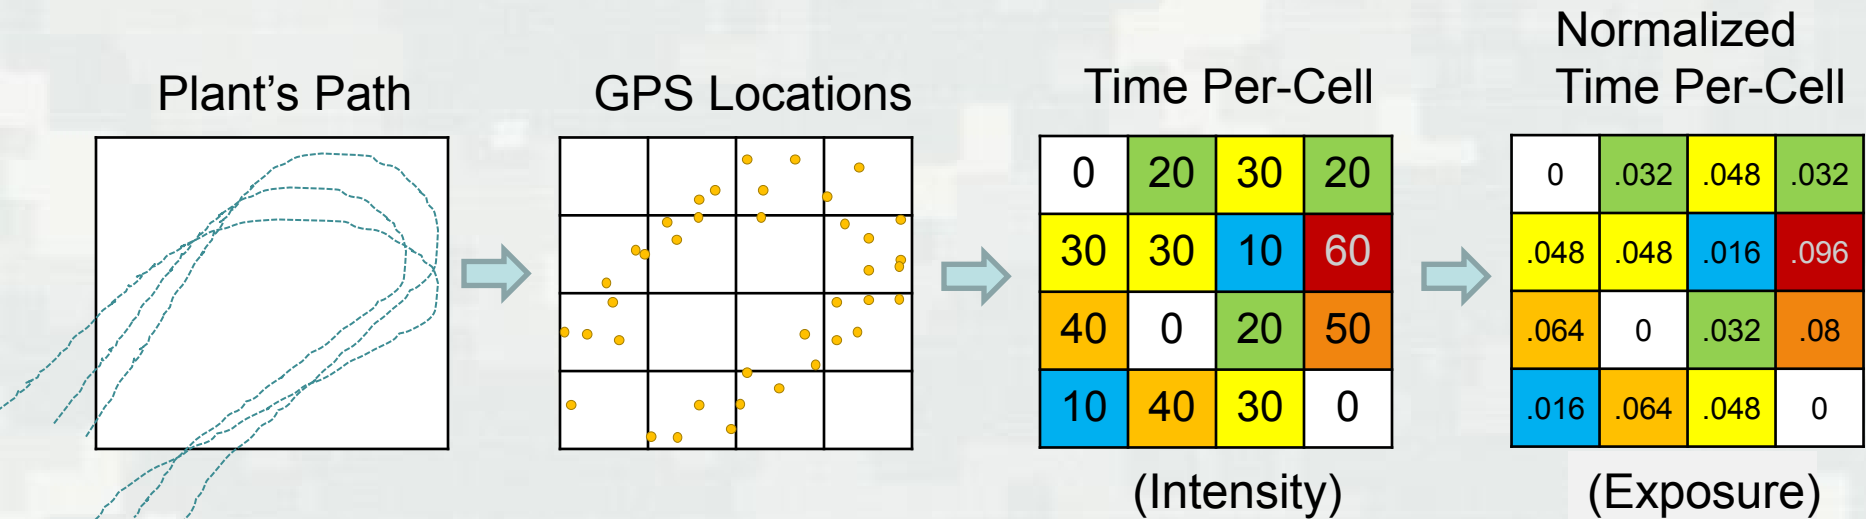 Plant's Path
GPS Locations
Time Per-Cell
Normalized
Time Per-Cell
0 20 30 20
30 30 10 60
40 0 20 50
10 40 30 0
(Intensity)
0 .032 .048 .032
.048 .048 .016 .096
.064 0 .032 .08
.016 .064 .048 0
(Exposure)